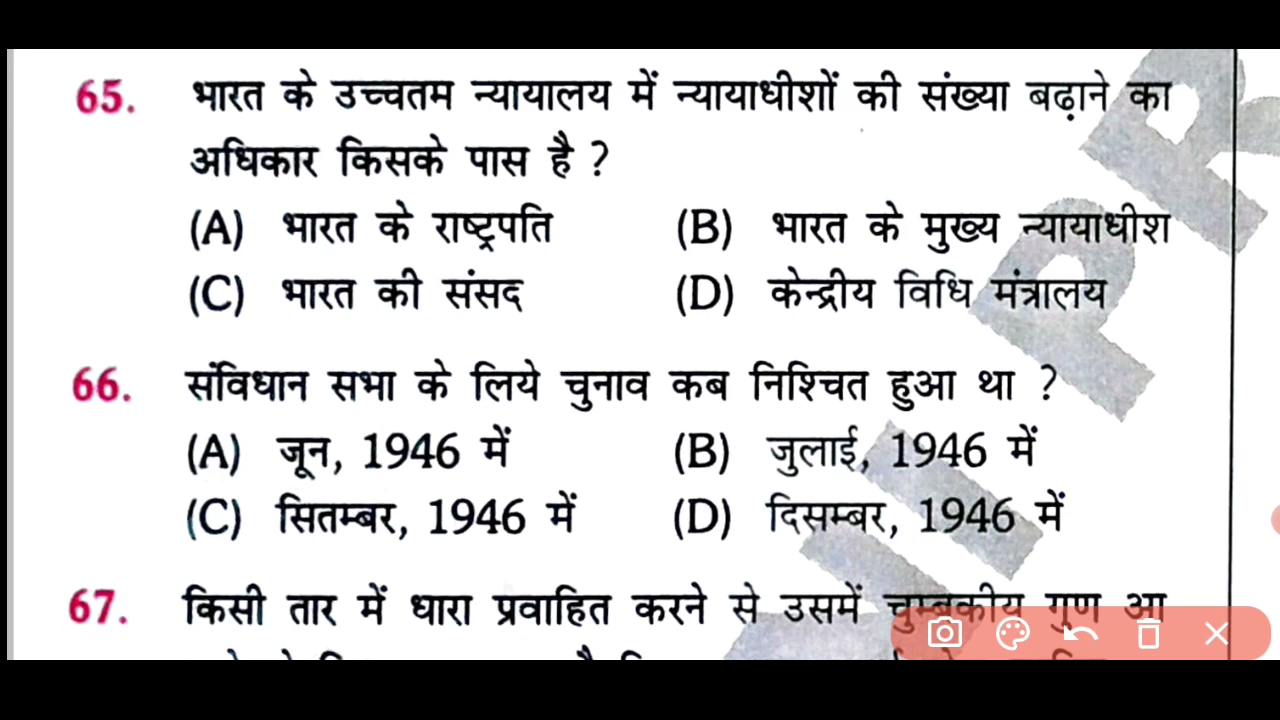 65. भारत के उच्चतम न्यायालय में न्यायाधीशों की संख्या बढ़ाने का
अधिकार किसके पास है ?
(A) भारत के राष्ट्रपति (B) भारत के मुख्य न्यायाधीश
(C) भारत की संसद (D) केन्द्रीय विधि मंत्रालय
66. संविधान सभा के लिये चुनाव कब निश्चित हुआ था ?
(A) जून, 1946 में (B) जुलाई, 1946 में
(C) सितम्बर, 1946 में (D) दिसम्बर, 1946 में
67. किसी तार में धारा प्रवाहित करने से उसमें चुम्बकीय गुण आ